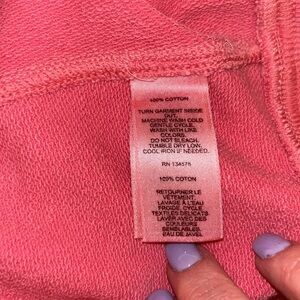 100% COTTON
TURN GARMENT INSIDE
OUT.
MACHINE WASH COLD
GENTLE CYCLE.
WASH WITH LIKE
COLORS.
DO NOT BLEACH.
TUMBLE DRY LOW.
COOL IRON IF NEEDED.
RN 134576
100% COTON
RETOURNER LE
VÊTEMENT.
LAVAGE À L'EAU
FROIDE. CYCLE
TEXTILES DÉLICATS.
LAVER AVEC DES
COULEURS
SEMBLABLES.
EAU DE JAVEL